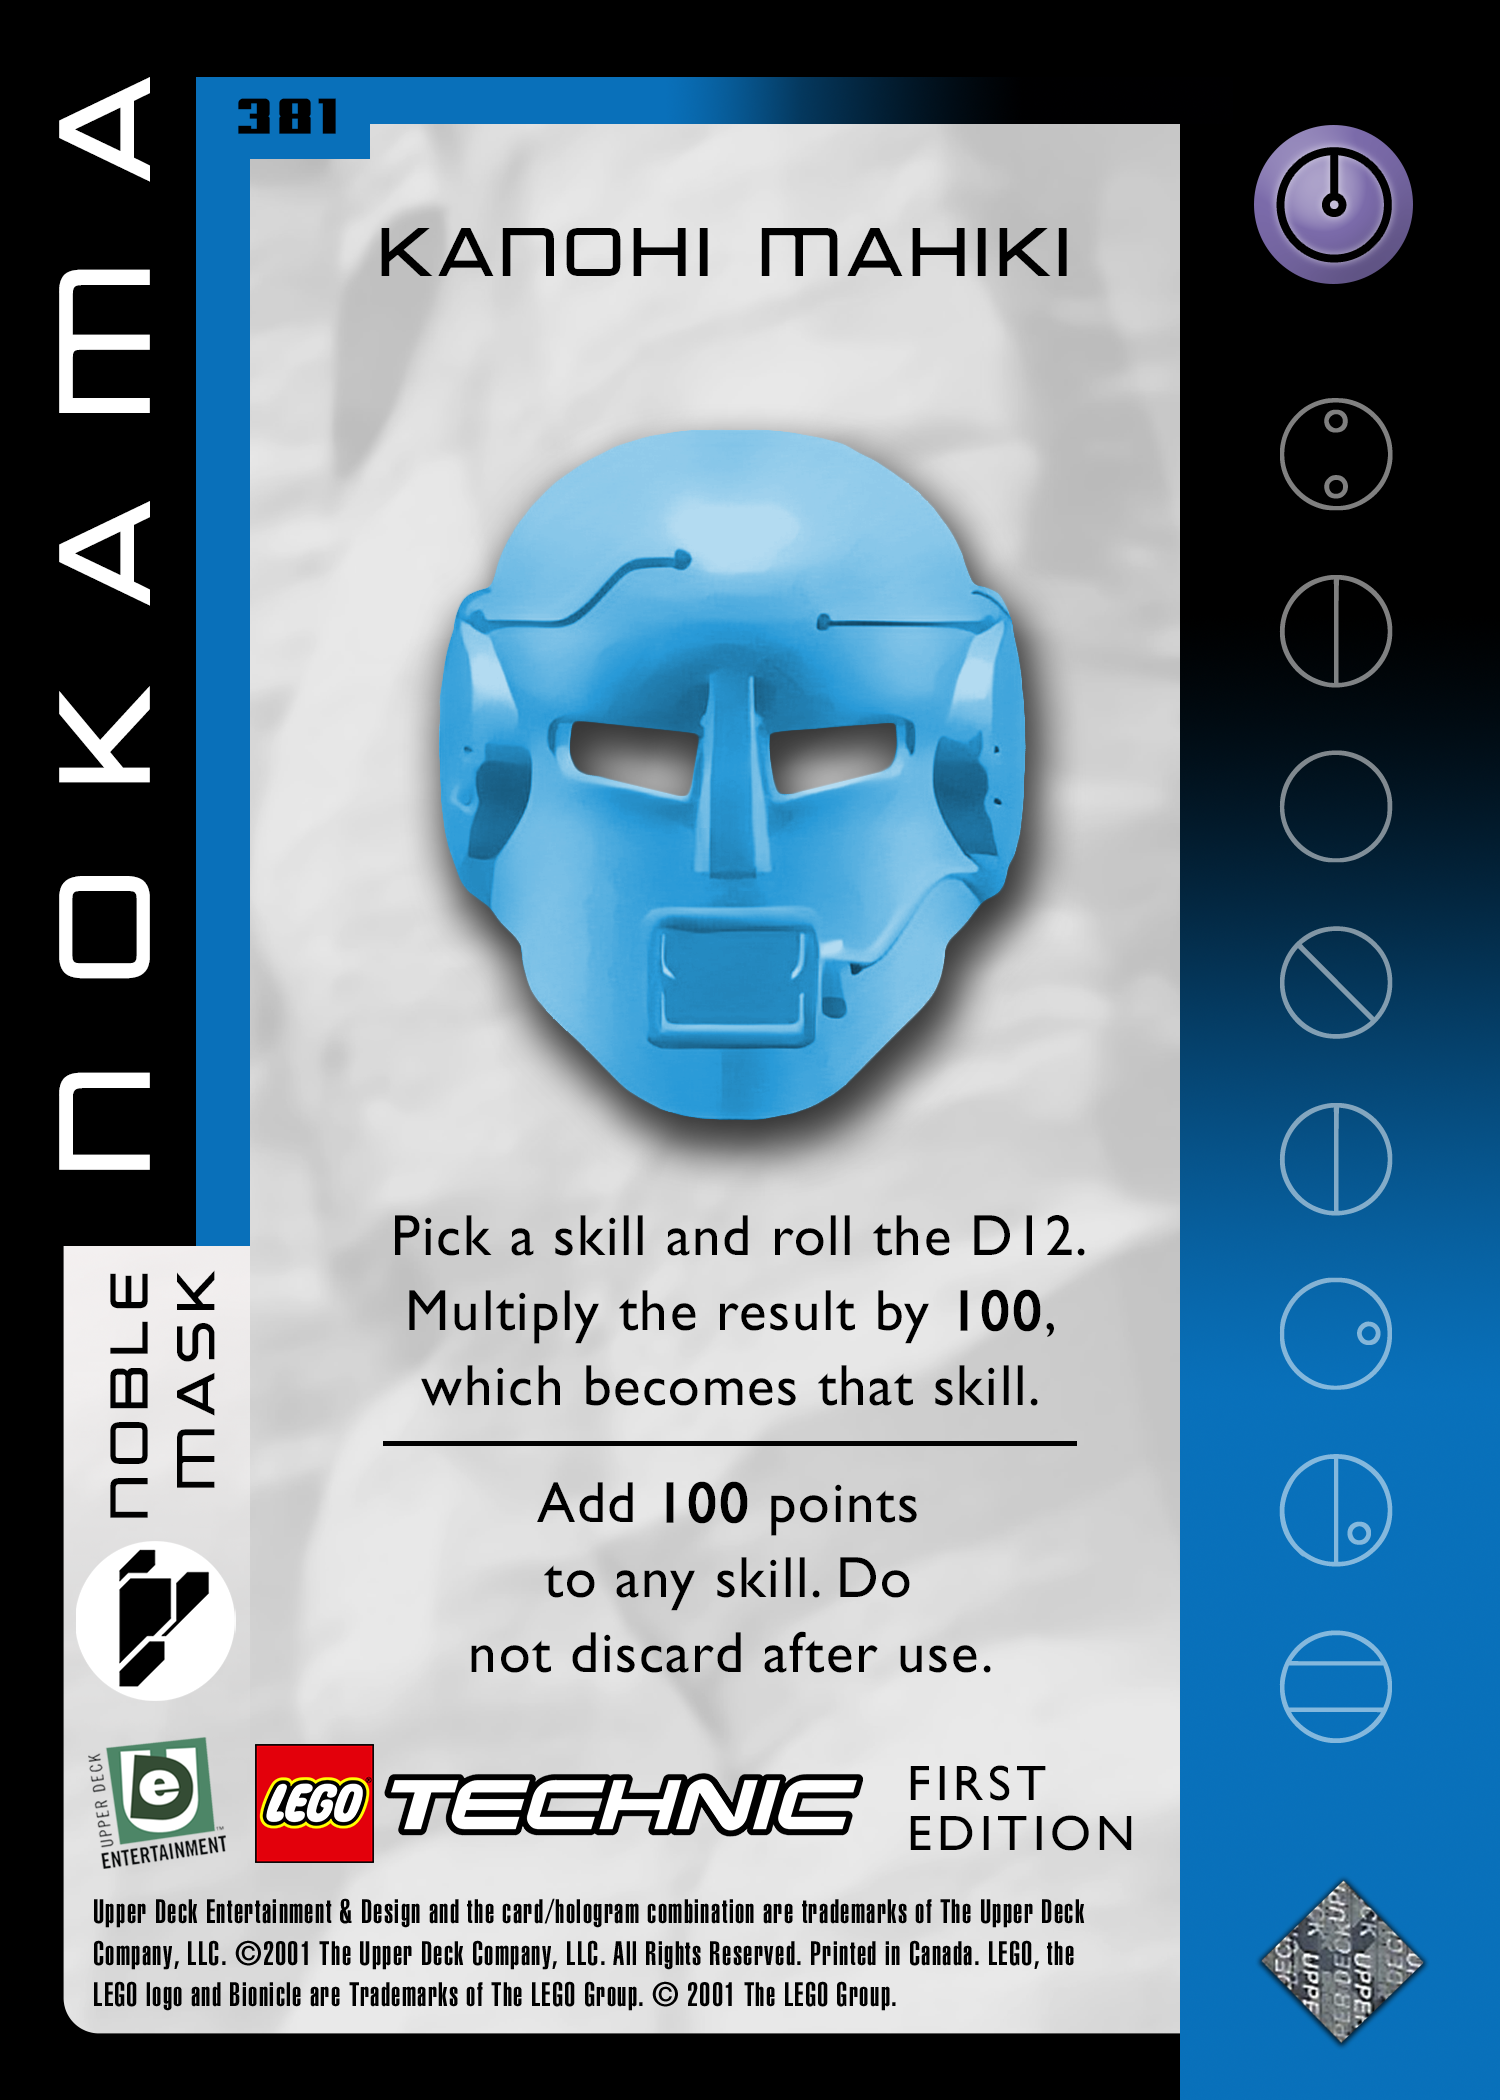 381
NOKAMA
KANOHI MAHIKI
Pick a skill and roll the D12.
Multiply the result by 100,
which becomes that skill.
Add 100 points
to any skill. Do
not discard after use.
NOBLE
MASK
UPPER DECK
e
ENTERTAINMENT
™
LEGO
TECHNIC
FIRST
EDITION
Upper Deck Entertainment & Design and the card/hologram combination are trademarks of The Upper Deck
Company, LLC. ©2001 The Upper Deck Company, LLC. All Rights Reserved. Printed in Canada. LEGO, the
LEGO logo and Bionicle are Trademarks of The LEGO Group. © 2001 The LEGO Group.